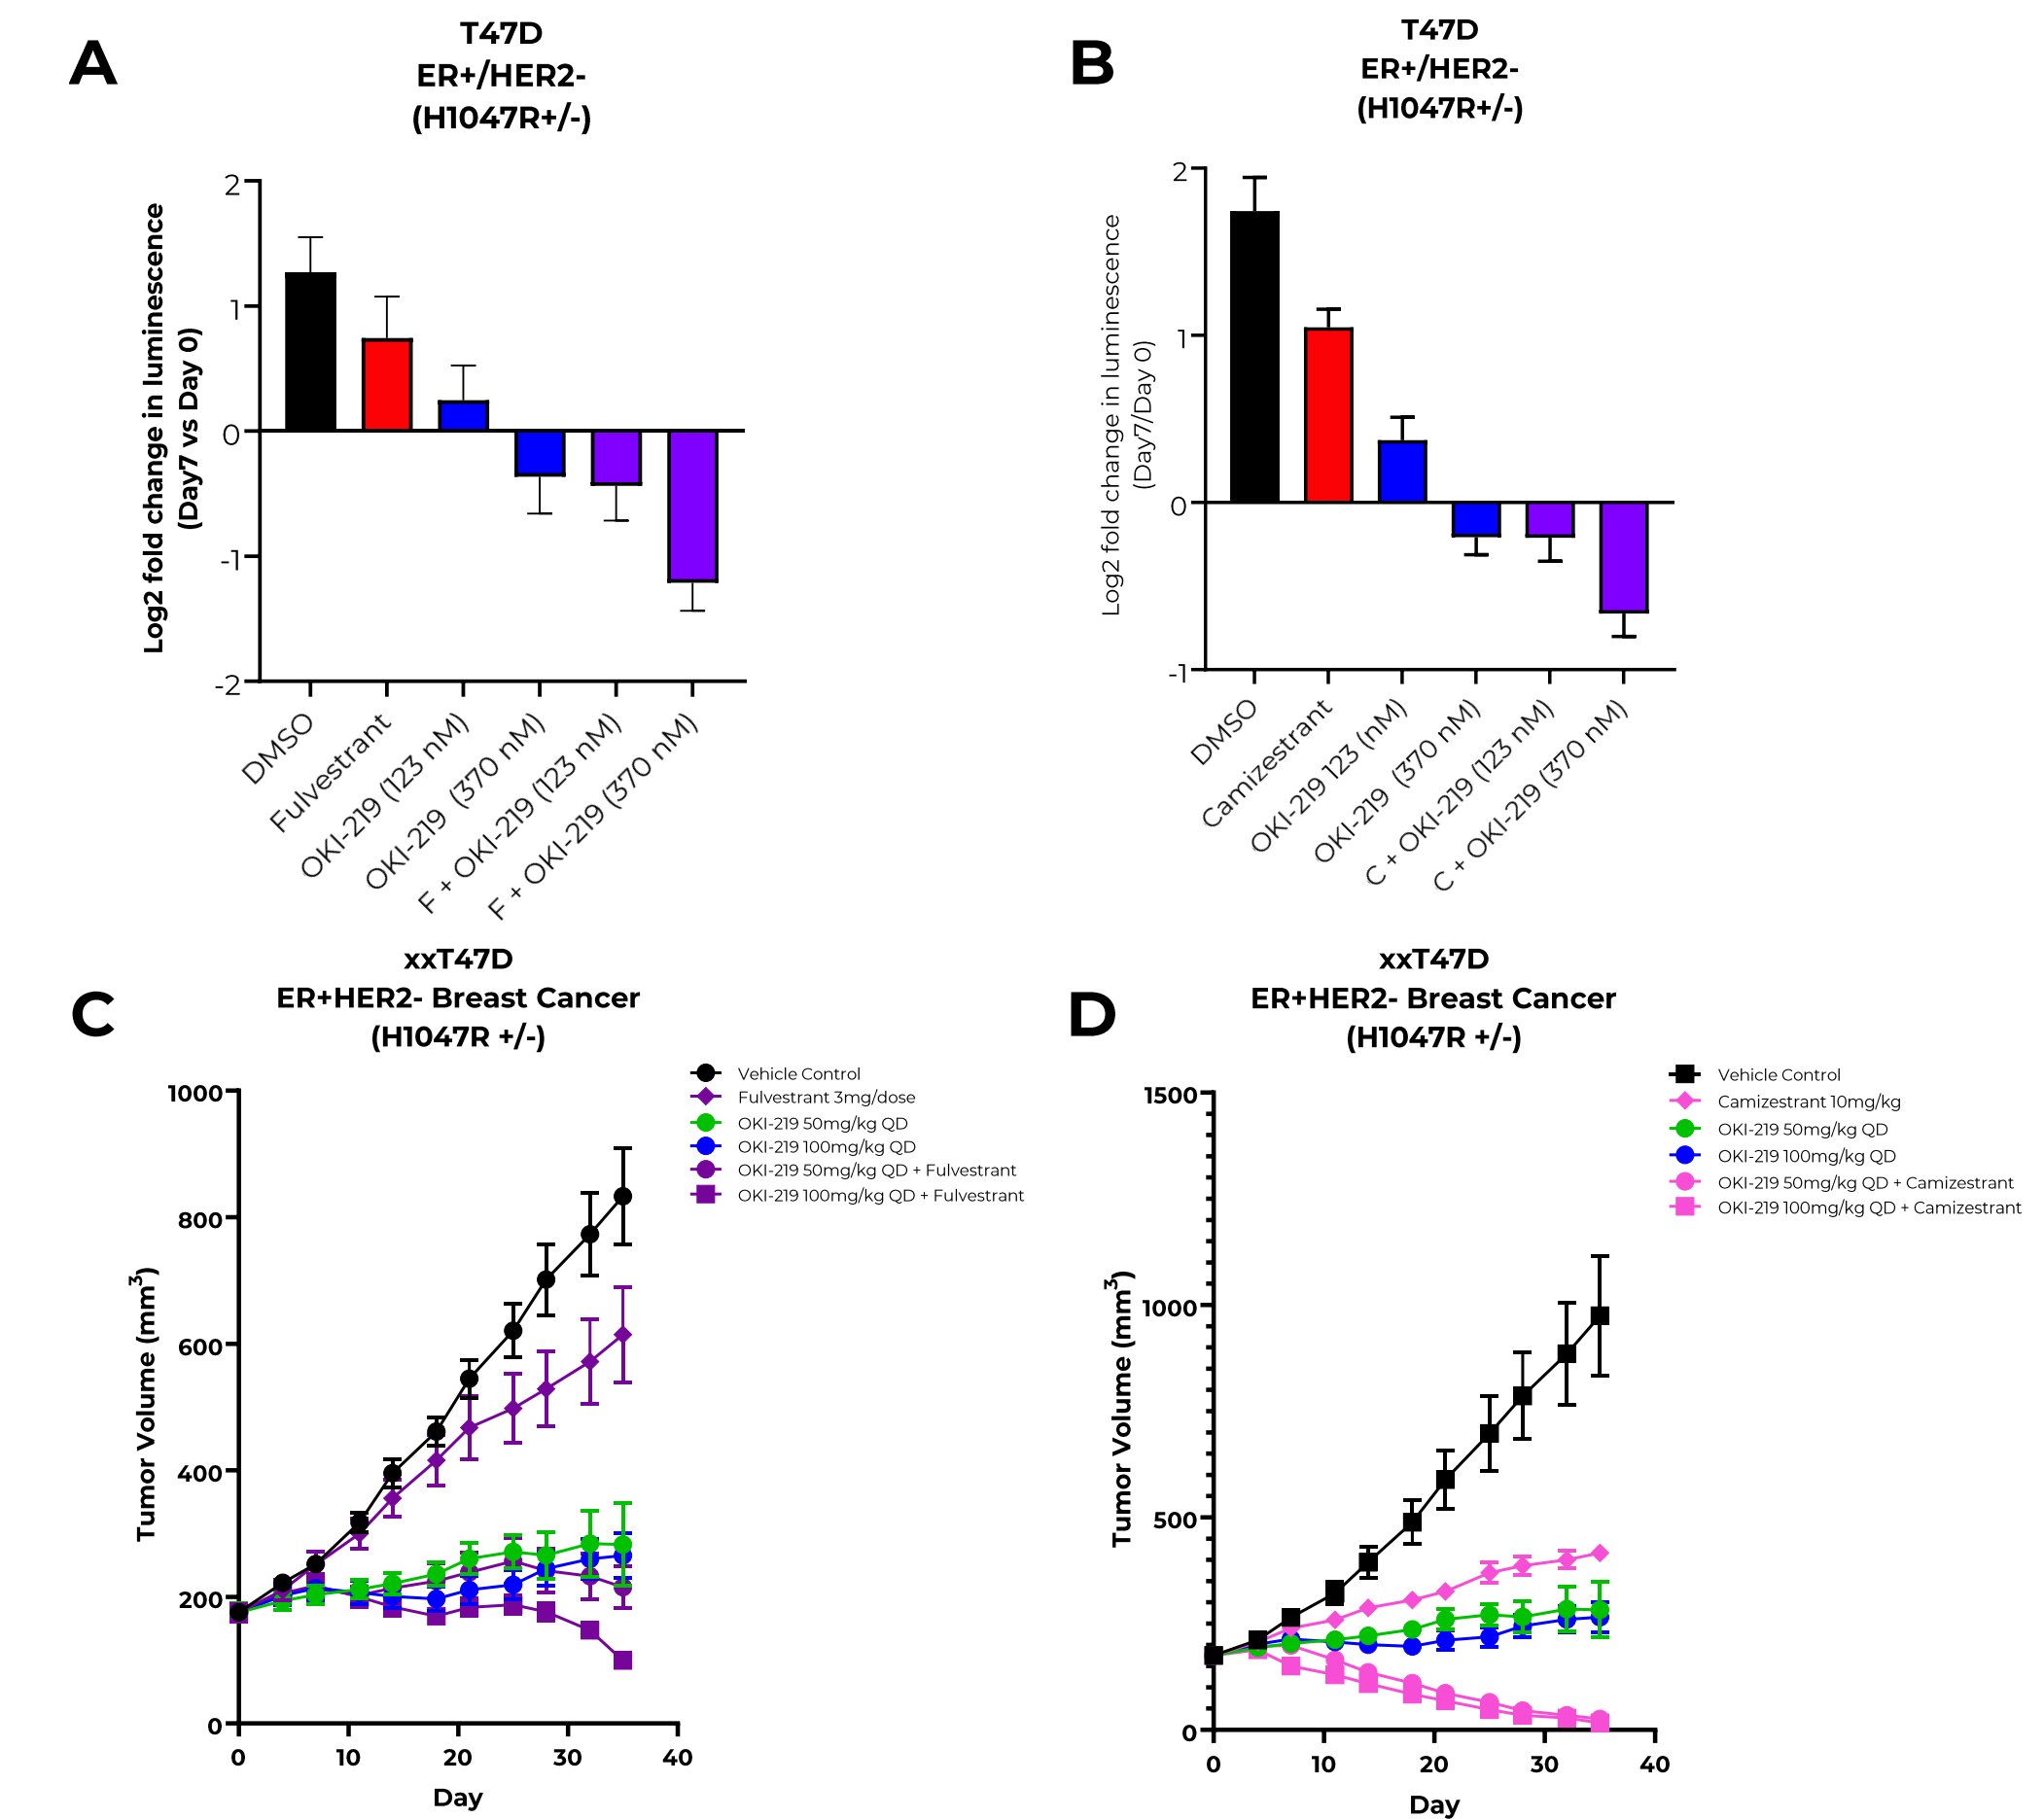 A
T47D
ER+/HER2-
(H1047R+/-)
Log2 fold change in luminescence
(Day7 vs Day 0)
2
1
0
-1
-2
DMSO
Fulvestrant
OKI-219 (123 nM)
OKI-219 (370 nM)
F + OKI-219 (123 nM)
F + OKI-219 (370 nM)
B
T47D
ER+/HER2-
(H1047R+/-)
Log2 fold change in luminescence
(Day7/Day 0)
2
1
0
-1
DMSO
Camizestrant
OKI-219 123 (nM)
OKI-219 (370 nM)
C + OKI-219 (123 nM)
C + OKI-219 (370 nM)
C
xxT47D
ER+HER2- Breast Cancer
(H1047R +/-)
Vehicle Control
Fulvestrant 3mg/dose
OKI-219 50mg/kg QD
OKI-219 100mg/kg QD
OKI-219 50mg/kg QD + Fulvestrant
OKI-219 100mg/kg QD + Fulvestrant
Tumor Volume (mm³)
1000
800
600
400
200
0
0 10 20 30 40
Day
D
xxT47D
ER+HER2- Breast Cancer
(H1047R +/-)
Vehicle Control
Camizestrant 10mg/kg
OKI-219 50mg/kg QD
OKI-219 100mg/kg QD
OKI-219 50mg/kg QD + Camizestrant
OKI-219 100mg/kg QD + Camizestrant
Tumor Volume (mm³)
1500
1000
500
0
0 10 20 30 40
Day